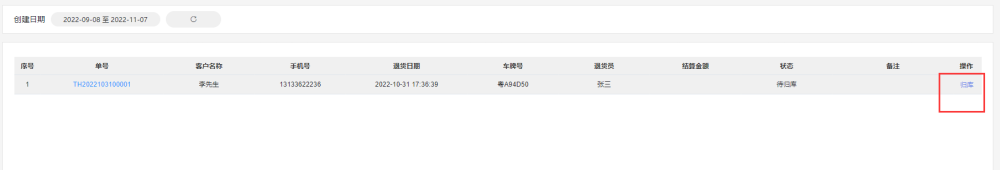 创建日期 2022-09-08 至 2022-11-07
序号 单号 客户名称 手机号 退货日期 车牌号 退货员 结算金额 状态 备注 操作
1 TH2022103100001 李先生 13133622236 2022-10-31 17:36:39 粤A94D50 张三 待归库 归库